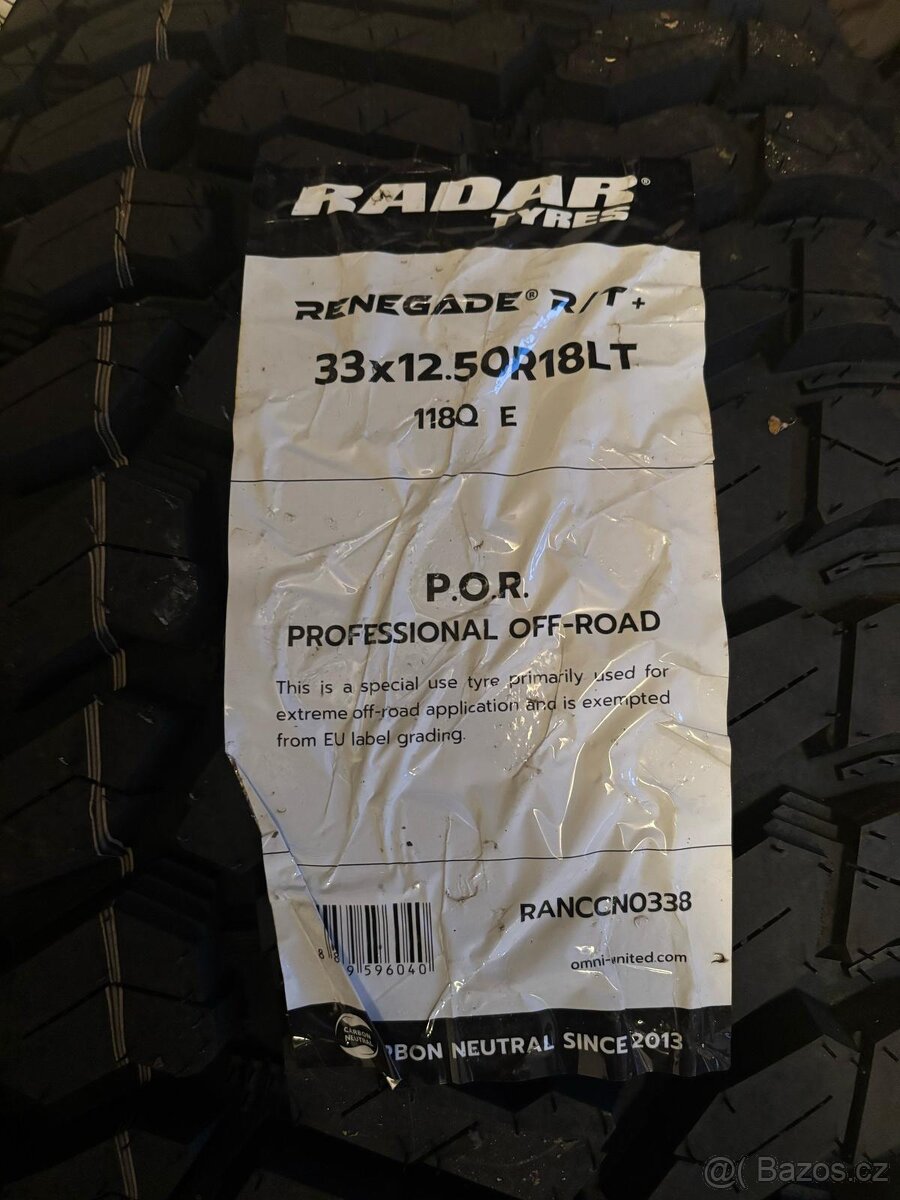 RADAR®
TYRES
RENEGADE® R/T+
33x12.50R18LT
118Q E
P.O.R.
PROFESSIONAL OFF-ROAD
This is a special use tyre primarily used for
extreme off-road application and is exempted
from EU label grading.
RANCCN0338
9596040
omni-united.com
CARBON
NEUTRAL
RBON NEUTRAL SINCE 2013
@( Bazos.cz